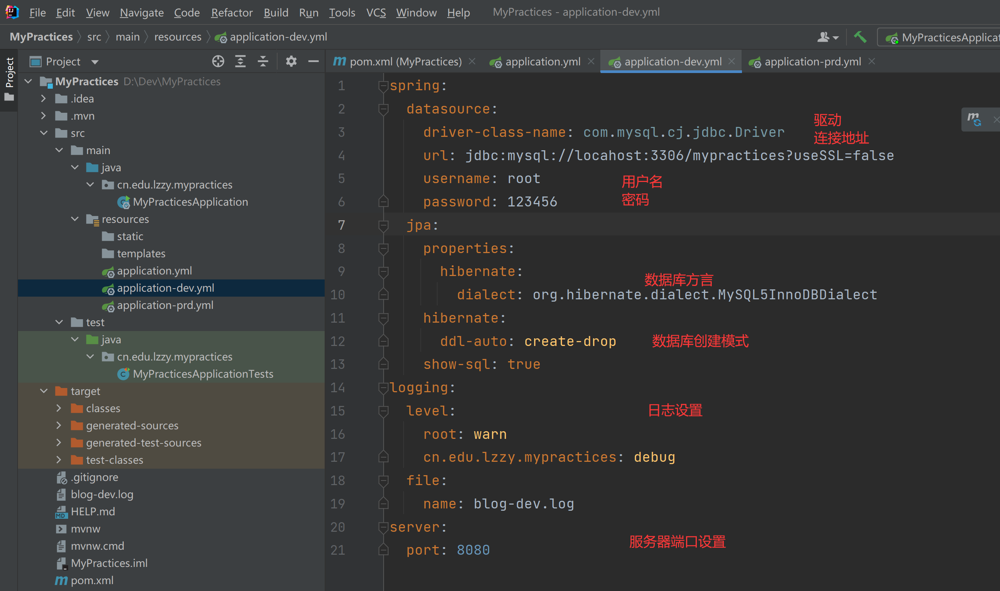 File Edit View Navigate Code Refactor Build Run Tools VCS Window Help MyPractices - application-dev.yml
MyPractices src main resources application-dev.yml MyPracticesApplicat
Project
Project
pom.xml (MyPractices) application.yml application-dev.yml application-prd.yml
MyPractices D:\Dev\MyPractices
.idea
.mvn
src
main
java
cn.edu.lzzy.mypractices
MyPracticesApplication
resources
static
templates
application.yml
application-dev.yml
application-prd.yml
test
java
cn.edu.lzzy.mypractices
MyPracticesApplicationTests
target
classes
generated-sources
generated-test-sources
test-classes
.gitignore
blog-dev.log
HELP.md
mvnw
mvnw.cmd
MyPractices.iml
pom.xml
1 spring:
2 datasource:
驱动
3 driver-class-name: com.mysql.cj.jdbc.Driver
连接地址
4 url: jdbc:mysql://locahost:3306/mypractices?useSSL=false
5 username: root 用户名
6 password: 123456 密码
7 jpa:
8 properties:
9 hibernate:
数据库方言
10 dialect: org.hibernate.dialect.MySQL5InnoDBDialect
11 hibernate:
12 ddl-auto: create-drop 数据库创建模式
13 show-sql: true
14 logging:
15 level: 日志设置
16 root: warn
17 cn.edu.lzzy.mypractices: debug
18 file:
19 name: blog-dev.log
20 server:
服务器端口设置
21 port: 8080